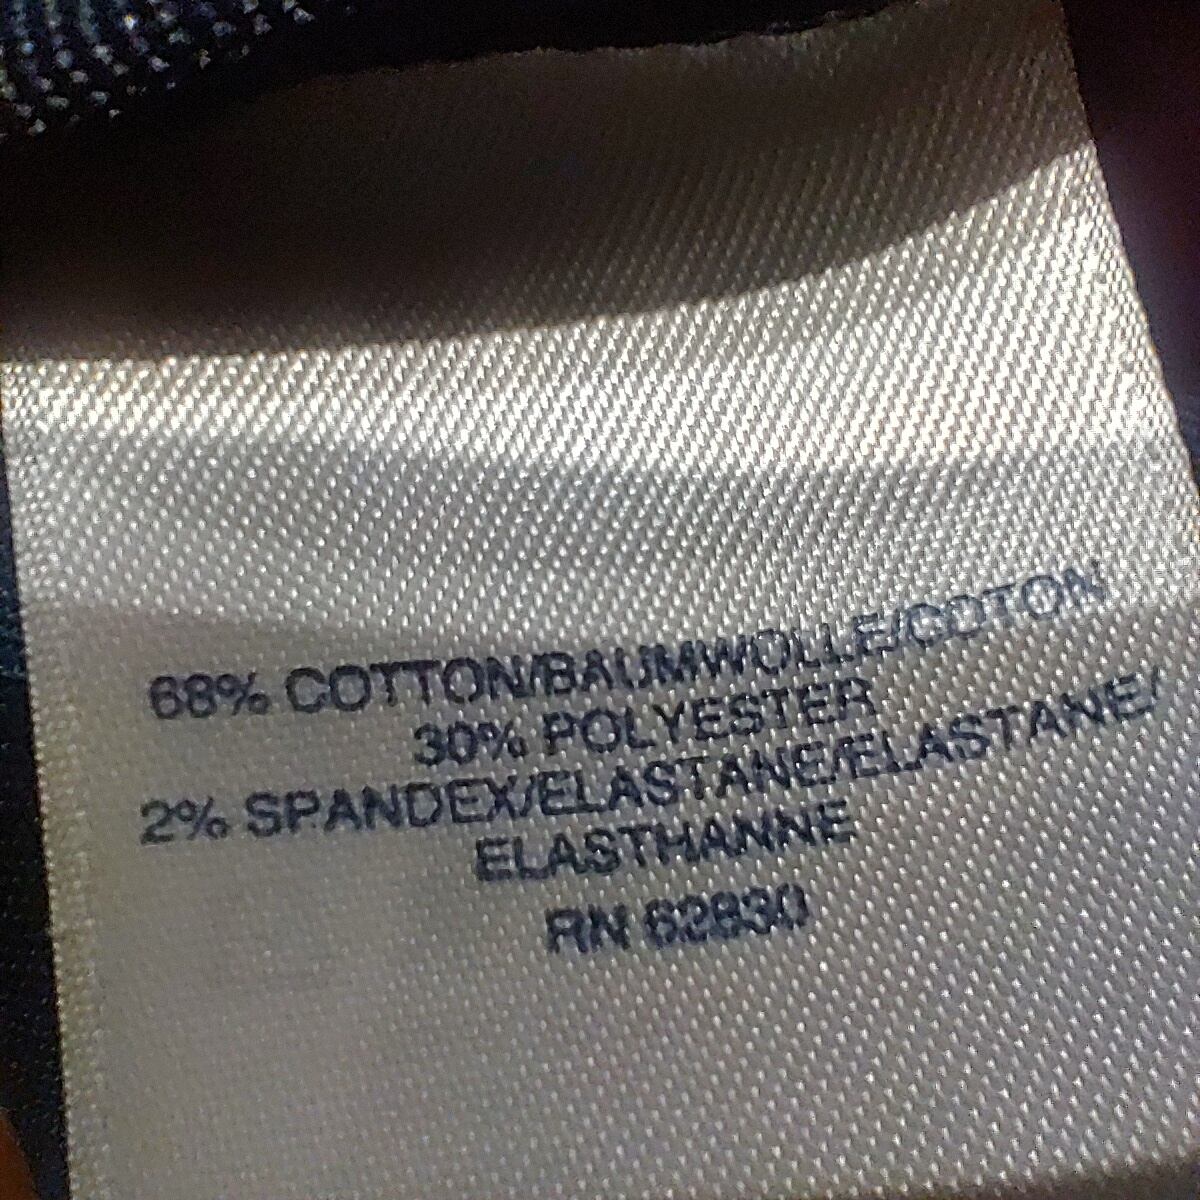 68% COTTON/BAUMWOLLE/COTON
30% POLYESTER
2% SPANDEX/ELASTANE/ELASTANE/
ELASTHANNE
RN 62830